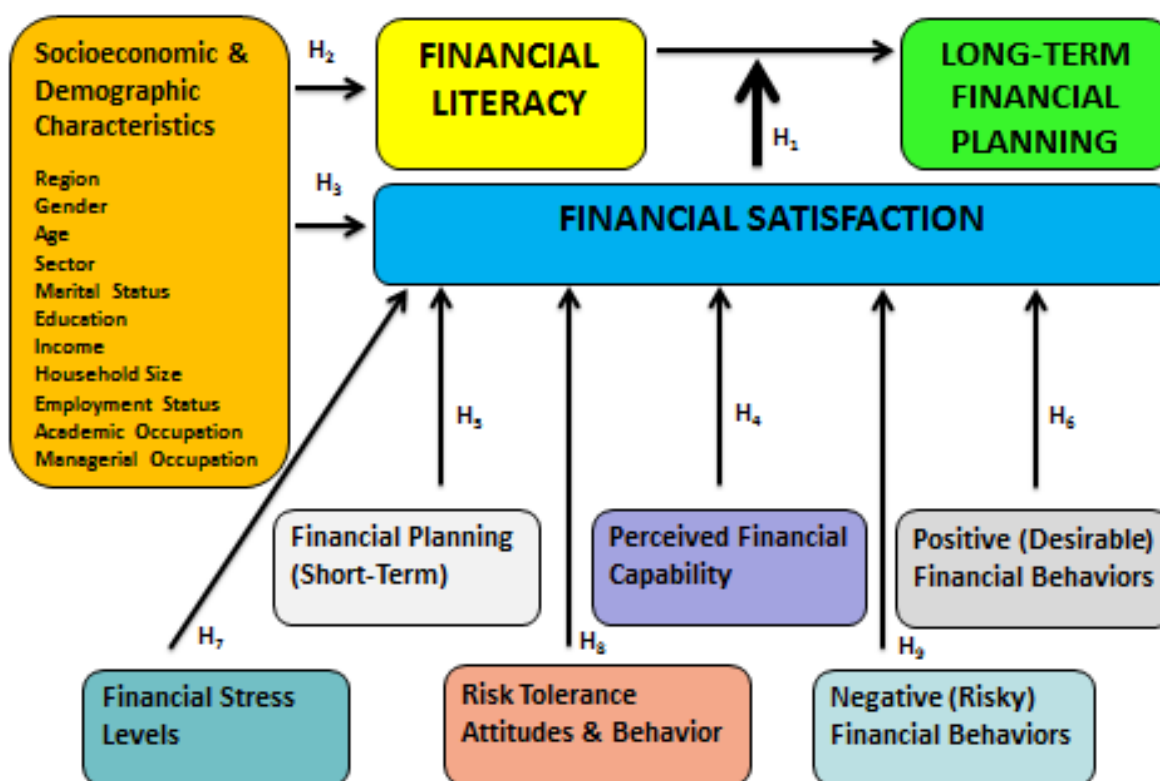 Socioeconomic &
Demographic
Characteristics
Region
Gender
Age
Sector
Marital Status
Education
Income
Household Size
Employment Status
Academic Occupation
Managerial Occupation
H₂
H₃
FINANCIAL
LITERACY
H₁
LONG-TERM
FINANCIAL
PLANNING
FINANCIAL SATISFACTION
H₅
H₄
H₆
Financial Planning
(Short-Term)
Perceived Financial
Capability
Positive (Desirable)
Financial Behaviors
H₇
H₈
H₉
Financial Stress
Levels
Risk Tolerance
Attitudes & Behavior
Negative (Risky)
Financial Behaviors